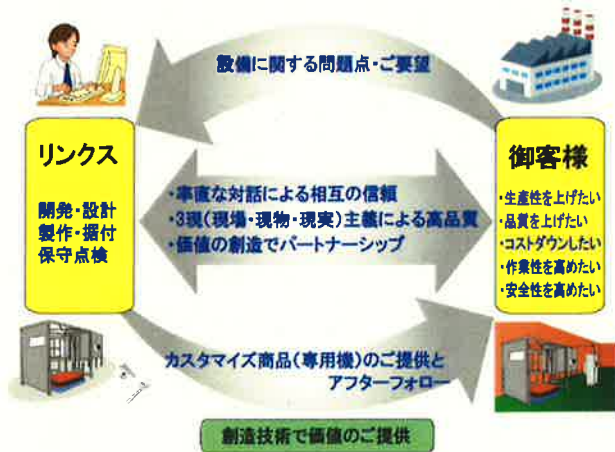 設備に関する問題点・ご要望
リンクス
開発・設計
製作・据付
保守点検
・率直な対話による相互の信頼
・3現(現場・現物・現実)主義による高品質
・価値の創造でパートナーシップ
御客様
・生産性を上げたい
・品質を上げたい
・コストダウンしたい
・作業性を高めたい
・安全性を高めたい
カスタマイズ商品(専用機)のご提供と
アフターフォロー
創造技術で価値のご提供